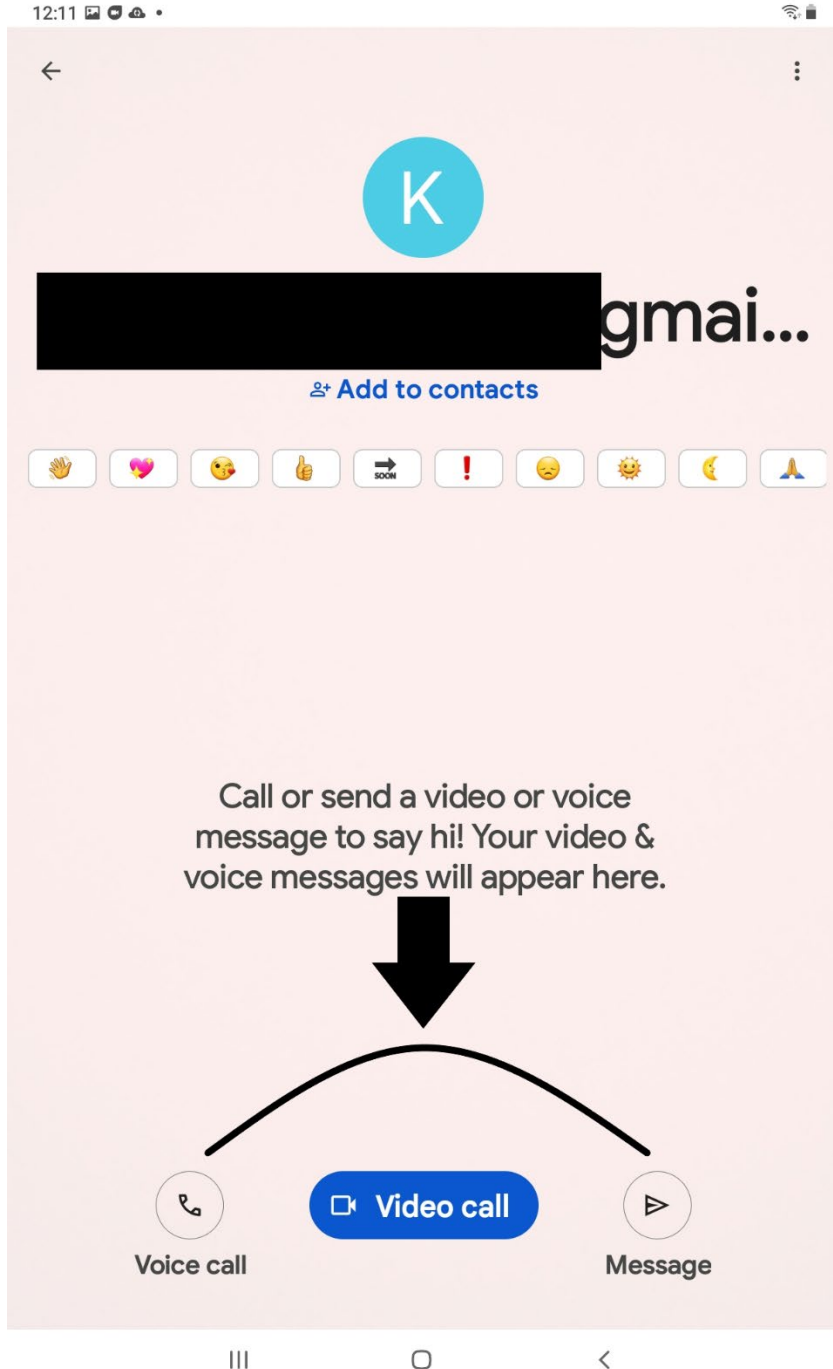 12:11
K
gmai...
Add to contacts
SOON
Call or send a video or voice
message to say hi! Your video &
voice messages will appear here.
Video call
Voice call
Message